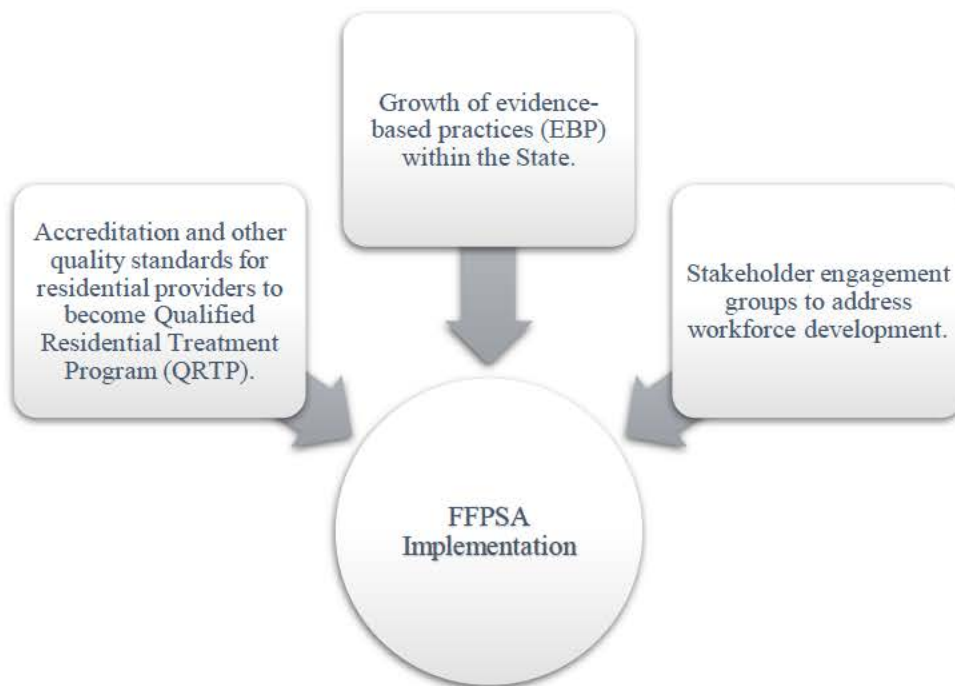 Growth of evidence-
based practices (EBP)
within the State.
Accreditation and other
quality standards for
residential providers to
become Qualified
Residential Treatment
Program (QRTP).
Stakeholder engagement
groups to address
workforce development.
FFPSA
Implementation